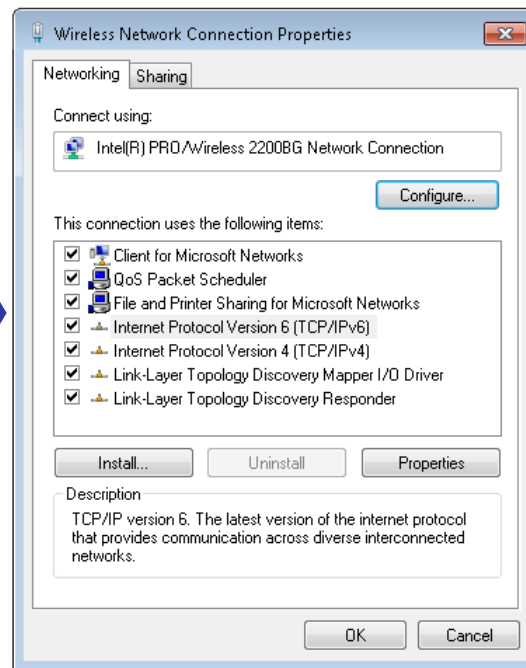 Wireless Network Connection Properties
Networking
Sharing
Connect using:
Intel(R) PRO/Wireless 2200BG Network Connection
Configure...
This connection uses the following items:
Client for Microsoft Networks
QoS Packet Scheduler
File and Printer Sharing for Microsoft Networks
Internet Protocol Version 6 (TCP/IPv6)
Internet Protocol Version 4 (TCP/IPv4)
Link-Layer Topology Discovery Mapper I/O Driver
Link-Layer Topology Discovery Responder
Install...
Uninstall
Properties
Description
TCP/IP version 6. The latest version of the internet protocol
that provides communication across diverse interconnected
networks.
OK
Cancel